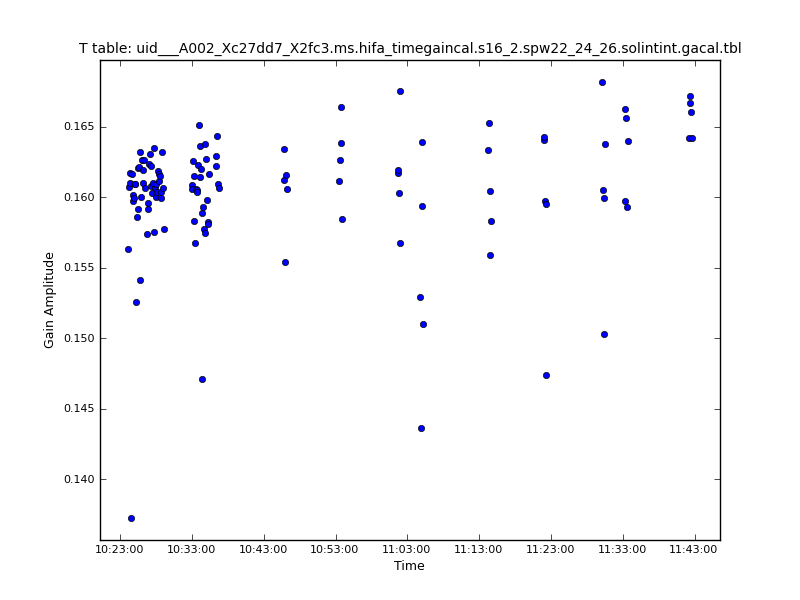 T table: uid___A002_Xc27dd7_X2fc3.ms.hifa_timegaincal.s16_2.spw22_24_26.solintint.gacal.tbl
0.165
0.160
0.155
0.150
0.145
0.140
Gain Amplitude
10:23:00 10:33:00 10:43:00 10:53:00 11:03:00 11:13:00 11:23:00 11:33:00 11:43:00
Time